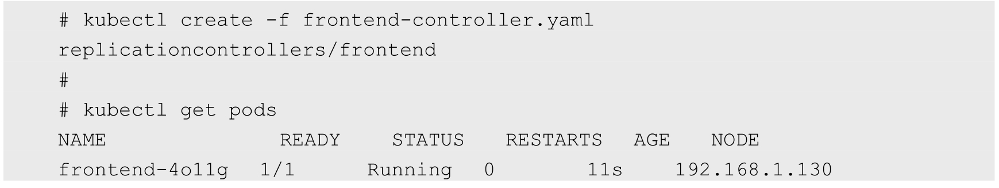 # kubectl create -f frontend-controller.yaml
replicationcontrollers/frontend
#
# kubectl get pods
NAME READY STATUS RESTARTS AGE NODE
frontend-4o11g 1/1 Running 0 11s 192.168.1.130